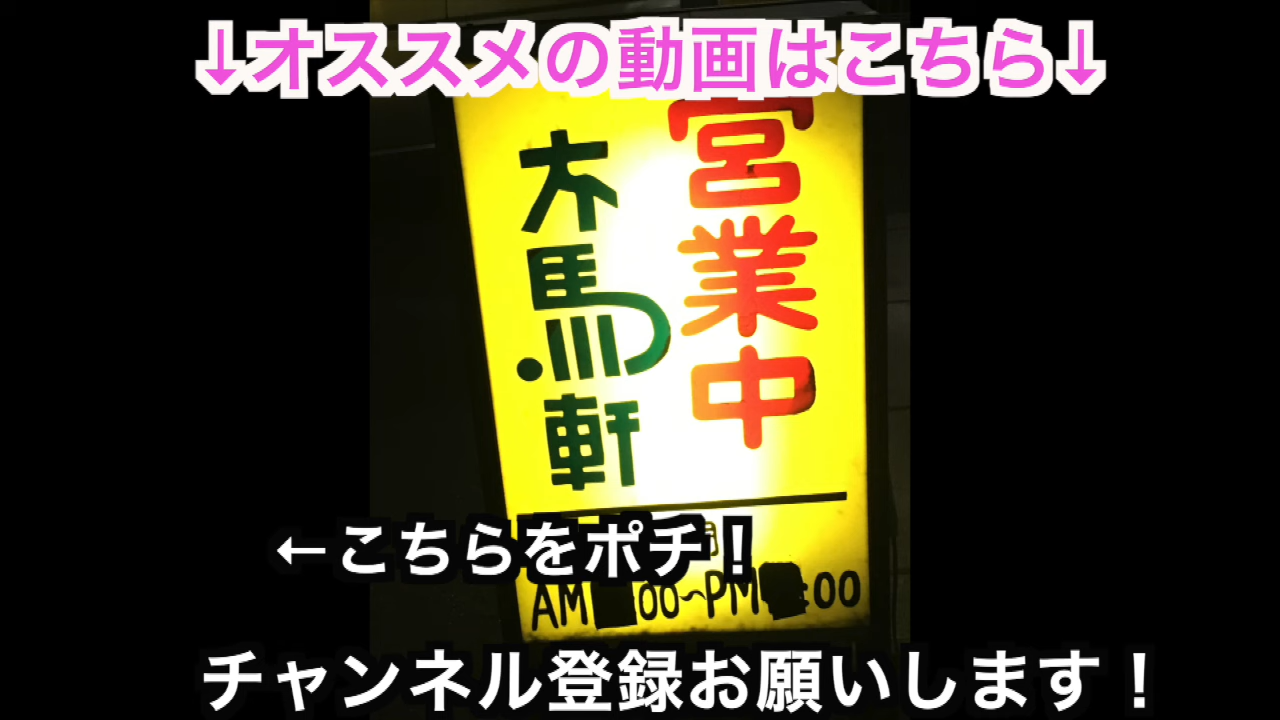 ↓オススメの動画はこちら↓
営業中
木馬軒
←こちらをポチ！
AM :00~PM :00
チャンネル登録お願いします！